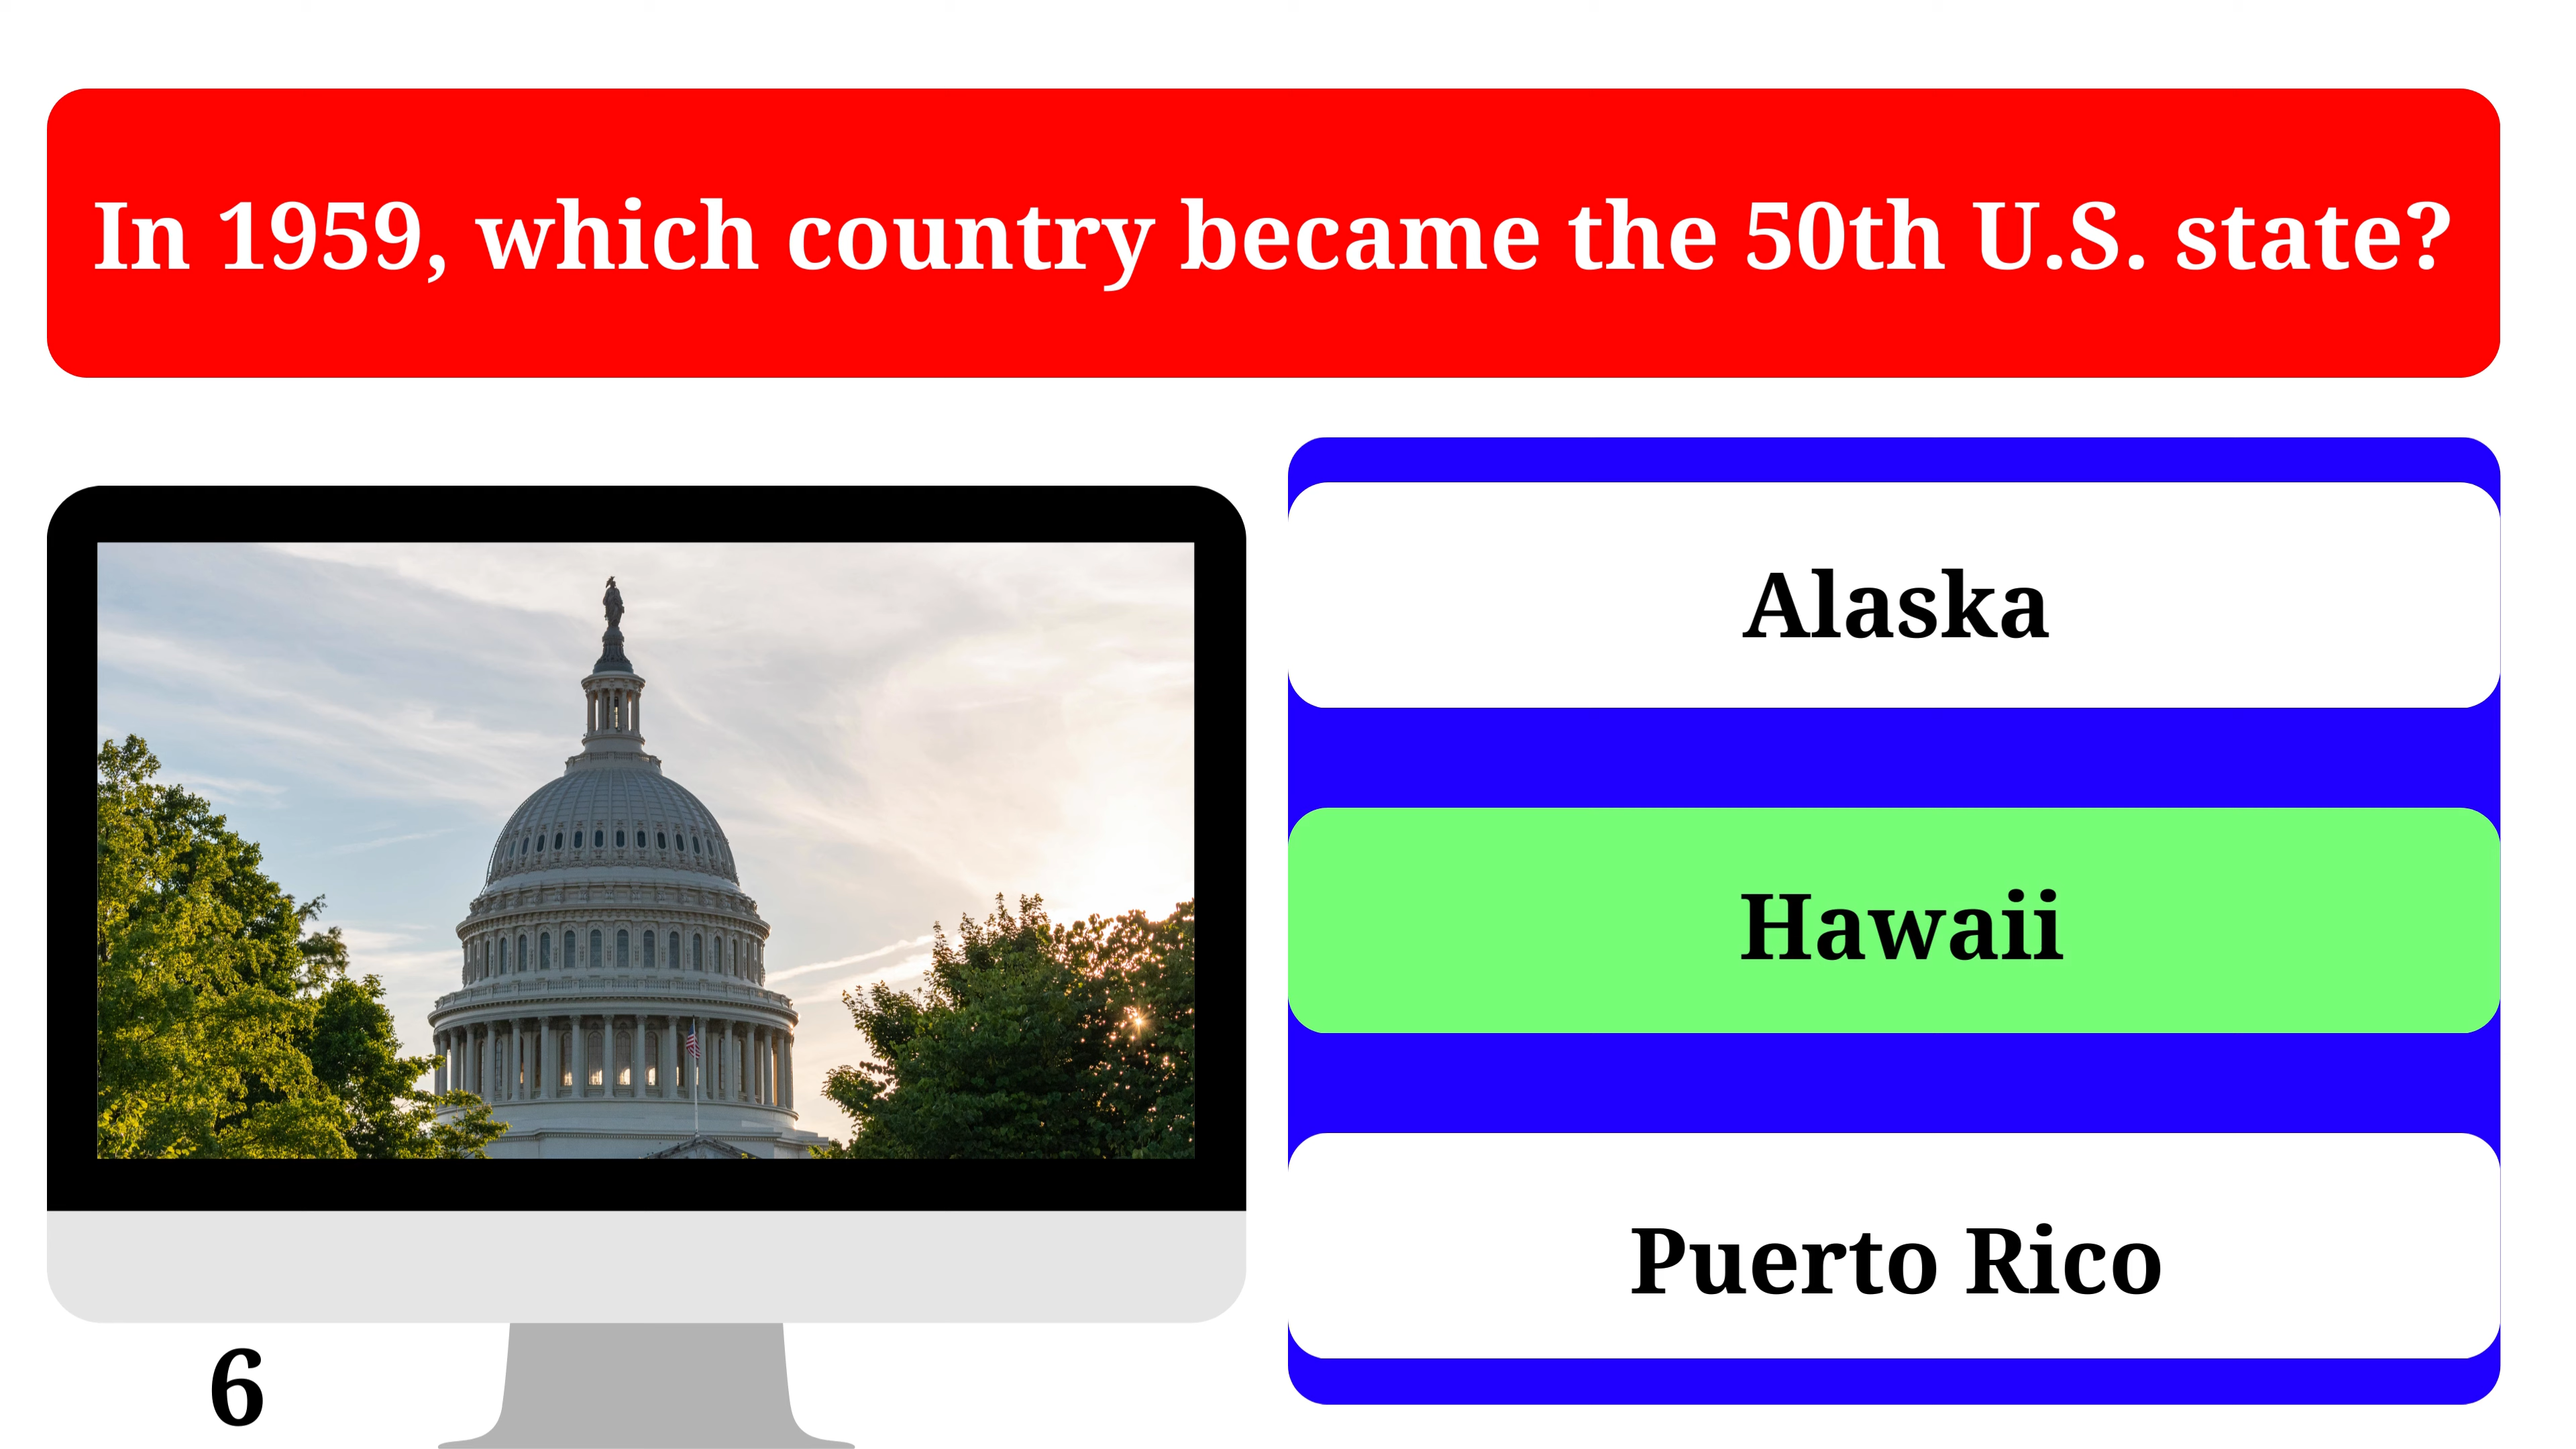 In 1959, which country became the 50th U.S. state?
Alaska
Hawaii
Puerto Rico
6